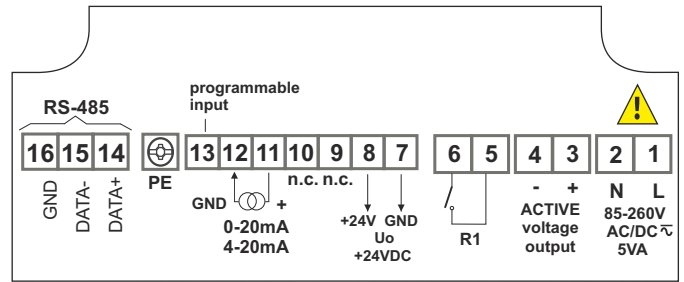 programmable
input
RS-485
16 15 14 13 12 11 10 9 8 7 6 5 4 3 2 1
PE
n.c. n.c.
GND
DATA-
DATA+
GND +
0-20mA
4-20mA
+24V GND
Uo
+24VDC
R1
- +
ACTIVE
voltage
output
N L
85-260V
AC/DC
5VA